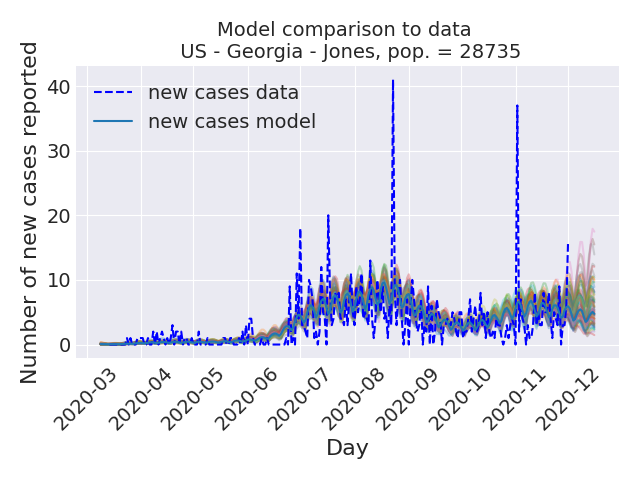 Model comparison to data
US - Georgia - Jones, pop. = 28735
Number of new cases reported
40
30
20
10
0
new cases data
new cases model
2020-03
2020-04
2020-05
2020-06
2020-07
2020-08
2020-09
2020-10
2020-11
2020-12
Day